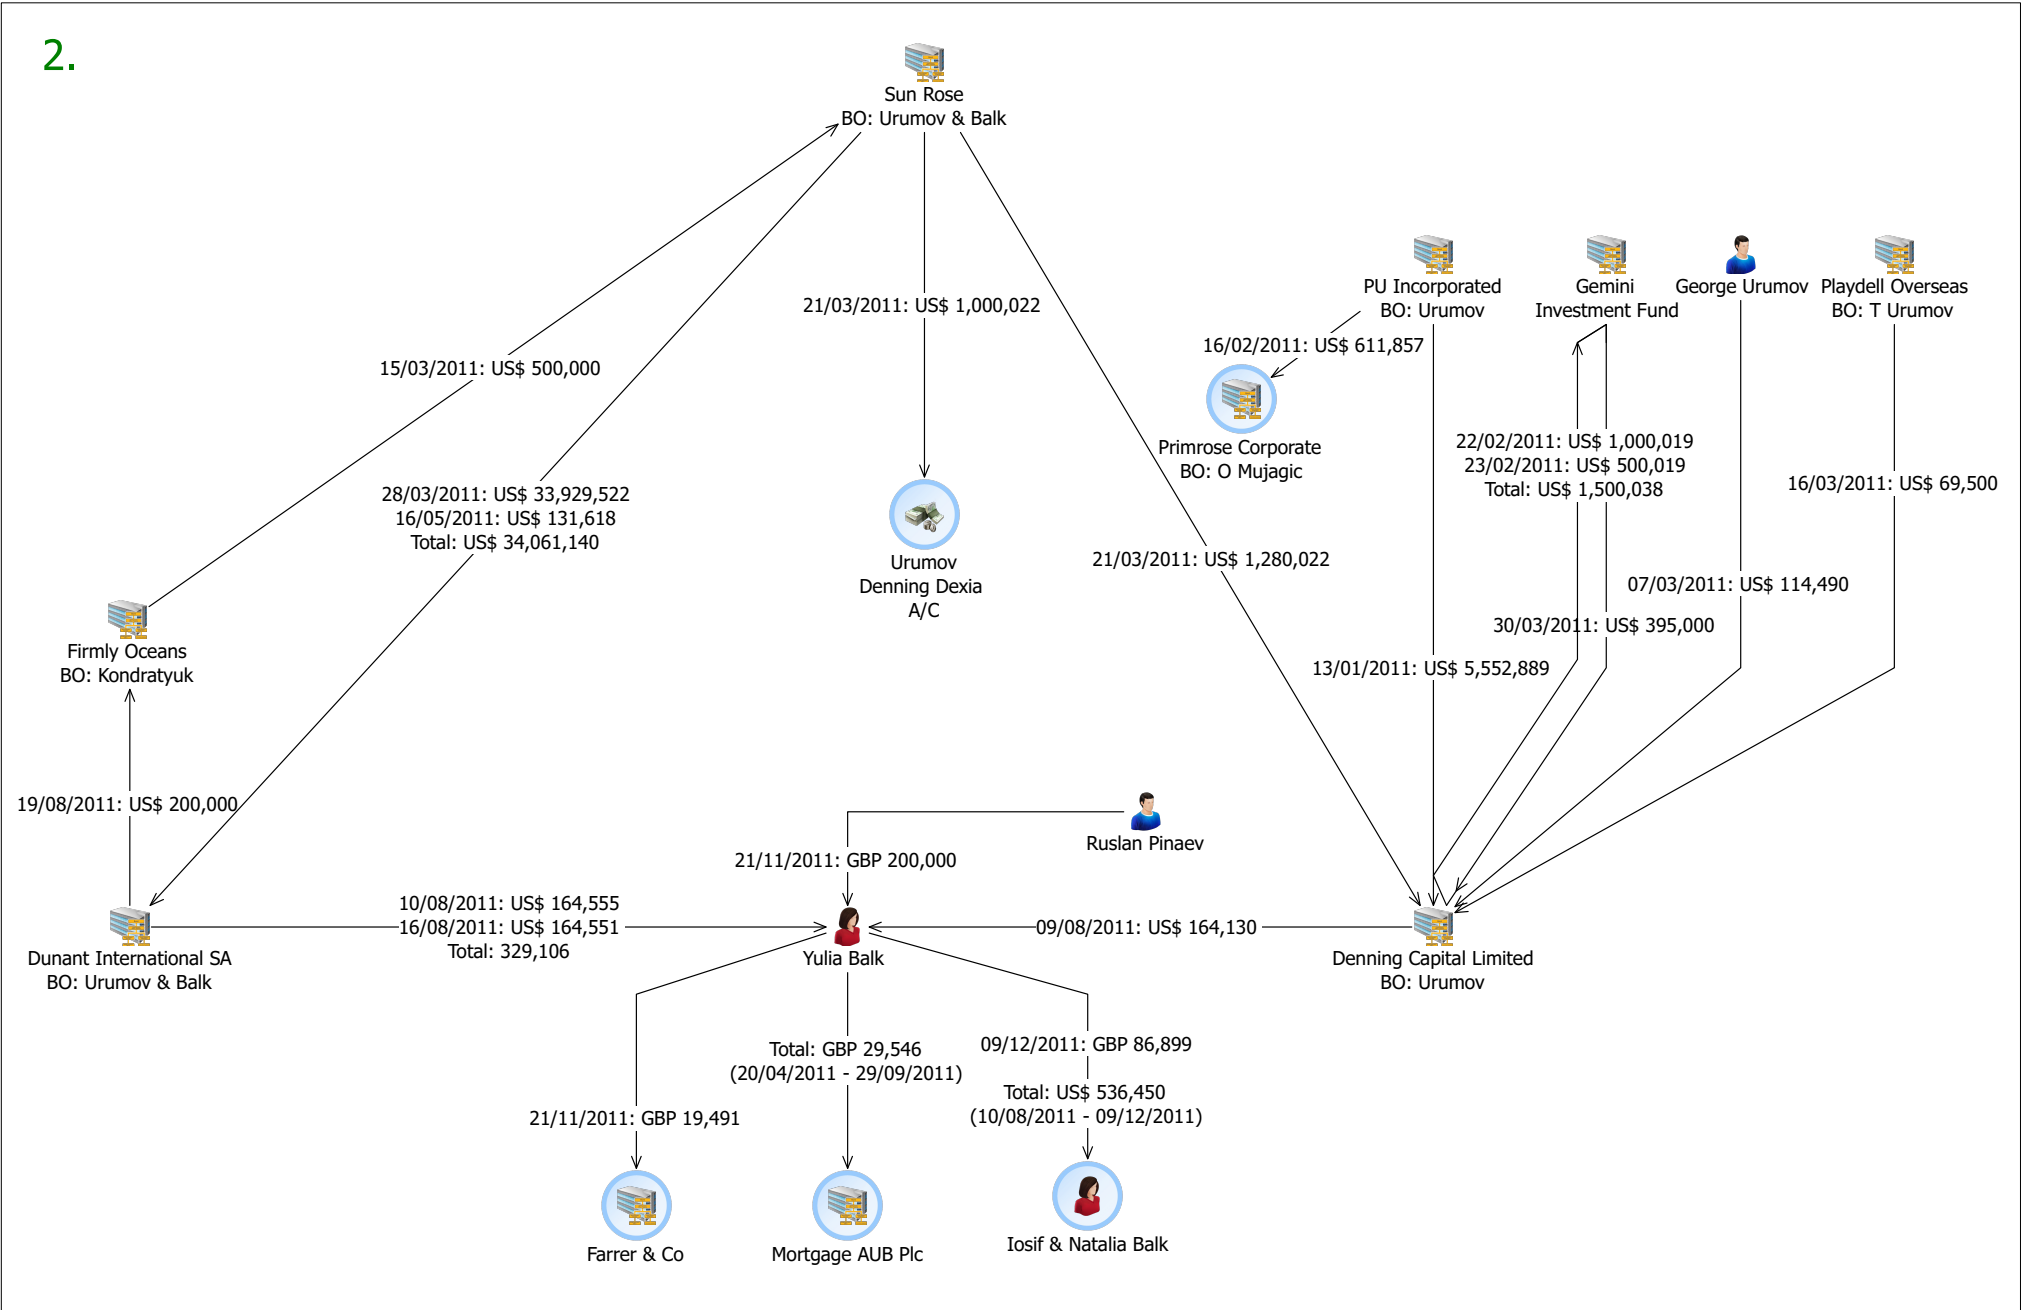 2.
Sun Rose
BO: Urumov & Balk
PU Incorporated
BO: Urumov
Gemini
Investment Fund
George Urumov
Playdell Overseas
BO: T Urumov
21/03/2011: US$ 1,000,022
16/02/2011: US$ 611,857
15/03/2011: US$ 500,000
Primrose Corporate
BO: O Mujagic
22/02/2011: US$ 1,000,019
23/02/2011: US$ 500,019
Total: US$ 1,500,038
16/03/2011: US$ 69,500
28/03/2011: US$ 33,929,522
16/05/2011: US$ 131,618
Total: US$ 34,061,140
Urumov
Denning Dexia
A/C
21/03/2011: US$ 1,280,022
07/03/2011: US$ 114,490
30/03/2011: US$ 395,000
13/01/2011: US$ 5,552,889
Firmly Oceans
BO: Kondratyuk
19/08/2011: US$ 200,000
Ruslan Pinaev
21/11/2011: GBP 200,000
10/08/2011: US$ 164,555
16/08/2011: US$ 164,551
Total: 329,106
09/08/2011: US$ 164,130
Dunant International SA
BO: Urumov & Balk
Yulia Balk
Denning Capital Limited
BO: Urumov
Total: GBP 29,546
(20/04/2011 - 29/09/2011)
09/12/2011: GBP 86,899
Total: US$ 536,450
(10/08/2011 - 09/12/2011)
21/11/2011: GBP 19,491
Farrer & Co
Mortgage AUB Plc
Iosif & Natalia Balk